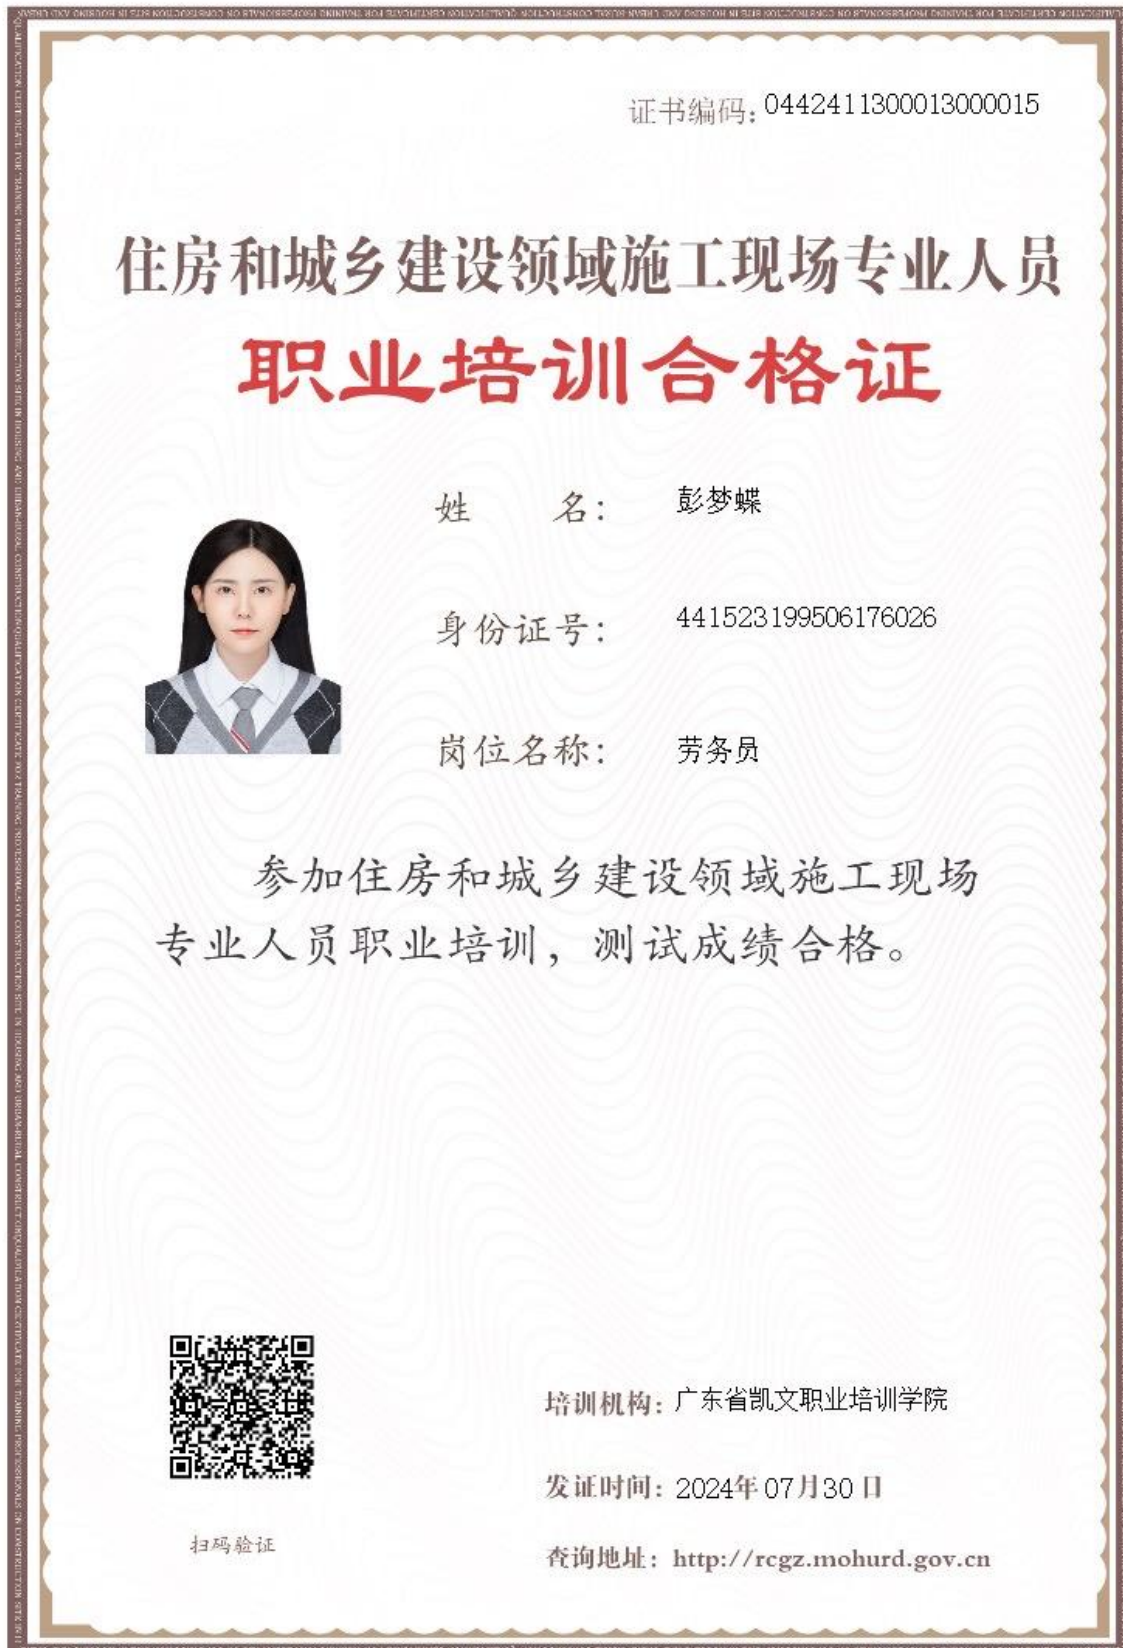 证书编码: 0442411300013000015
住房和城乡建设领域施工现场专业人员
职业培训合格证
姓 名: 彭梦蝶
身份证号: 441523199506176026
岗位名称: 劳务员
参加住房和城乡建设领域施工现场
专业人员职业培训，测试成绩合格。
培训机构: 广东省凯文职业培训学院
发证时间: 2024年07月30日
扫码验证
查询地址: http://rcgz.mohurd.gov.cn